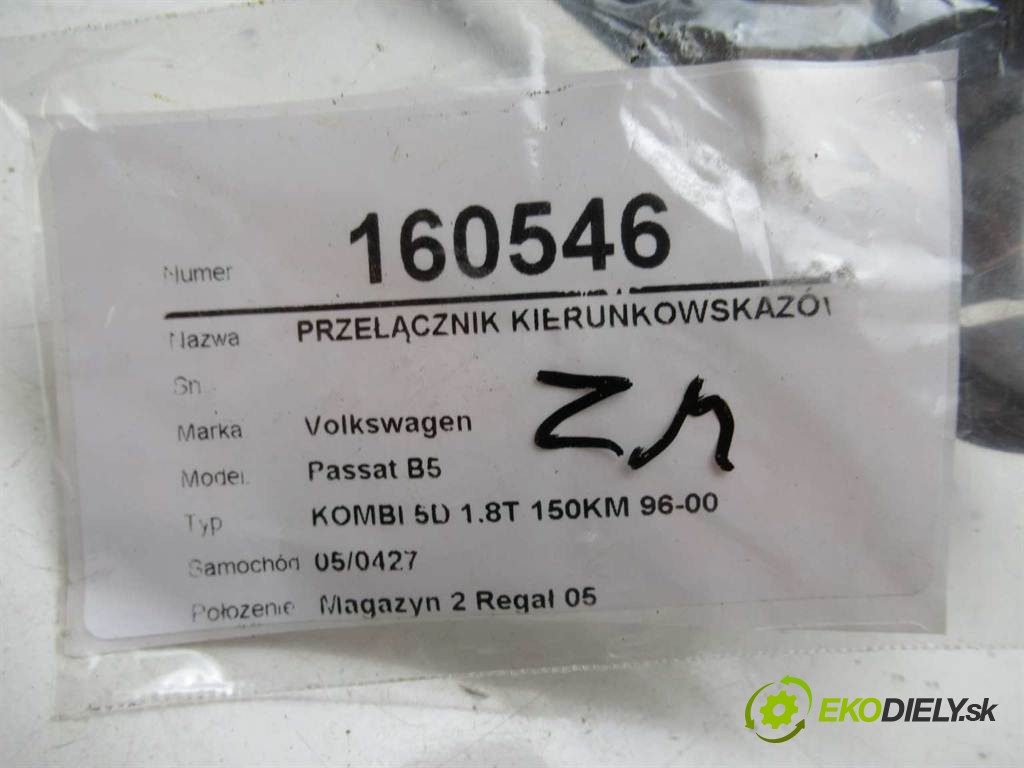 Numer 160546
Nazwa PRZEŁĄCZNIK KIERUNKOWSKAZÓW
Sn
Marka Volkswagen
Model Passat B5
Typ KOMBI 5D 1.8T 150KM 96-00
Samochód 05/0427
Położenie Magazyn 2 Regał 05
EKODIELY.sk